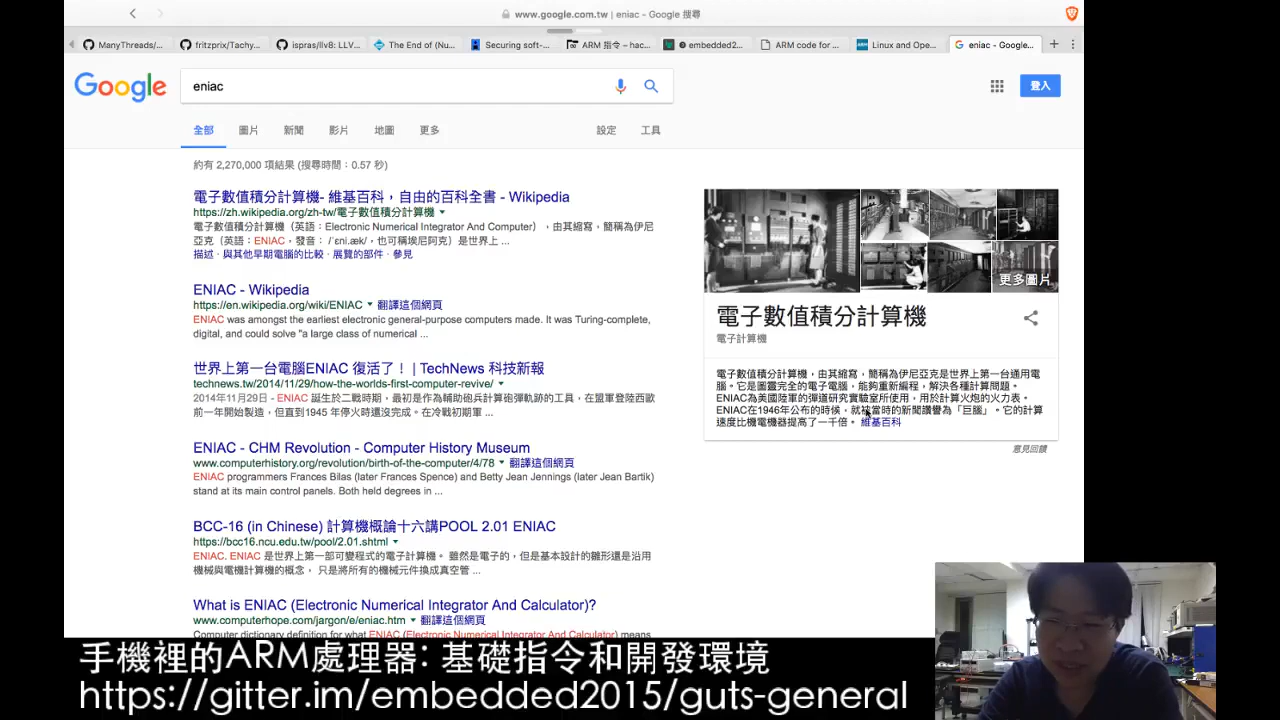 www.google.com.tw | eniac - Google 搜尋
ManyThreads/...
fritzprix/Tachy...
ispras/llv8: LLV...
The End of (Nu...
Securing soft-...
ARM 指令 – hac...
embedded2...
ARM code for ...
Linux and Ope...
eniac - Google...
Google
eniac
登入
全部
圖片
新聞
影片
地圖
更多
設定
工具
約有 2,270,000 項結果 (搜尋時間：0.57 秒)
電子數值積分計算機- 維基百科，自由的百科全書 - Wikipedia
https://zh.wikipedia.org/zh-tw/電子數值積分計算機
電子數值積分計算機（英語：Electronic Numerical Integrator And Computer），由其縮寫，簡稱為伊尼
亞克（英語：ENIAC，發音： /ˈɛni.æk/，也可稱埃尼阿克）是世界上 ...
描述 · 與其他早期電腦的比較 · 展覽的部件 · 參見
ENIAC - Wikipedia
https://en.wikipedia.org/wiki/ENIAC 翻譯這個網頁
ENIAC was amongst the earliest electronic general-purpose computers made. It was Turing-complete,
digital, and could solve "a large class of numerical ...
世界上第一台電腦ENIAC 復活了！ | TechNews 科技新報
technews.tw/2014/11/29/how-the-worlds-first-computer-revive/
2014年11月29日 - ENIAC 誕生於二戰時期，最初是作為輔助砲兵計算砲彈軌跡的工具，在盟軍登陸西歐
前一年開始製造，但直到1945 年停火時還沒完成。在冷戰初期軍 ...
ENIAC - CHM Revolution - Computer History Museum
www.computerhistory.org/revolution/birth-of-the-computer/4/78 翻譯這個網頁
ENIAC programmers Frances Bilas (later Frances Spence) and Betty Jean Jennings (later Jean Bartik)
stand at its main control panels. Both held degrees in ...
BCC-16 (in Chinese) 計算機概論十六講POOL 2.01 ENIAC
https://bcc16.ncu.edu.tw/pool/2.01.shtml
ENIAC. ENIAC 是世界上第一部可變程式的電子計算機。 雖然是電子的，但是基本設計的雛形還是沿用
機械與電機計算機的概念， 只是將所有的機械元件換成真空管 ...
What is ENIAC (Electronic Numerical Integrator And Calculator)?
www.computerhope.com/jargon/e/eniac.htm 翻譯這個網頁
Computer dictionary definition for what ENIAC (Electronic Numerical Integrator And Calculator) means
更多圖片
電子數值積分計算機
電子計算機
電子數值積分計算機，由其縮寫，簡稱為伊尼亞克是世界上第一台通用電
腦。它是圖靈完全的電子電腦，能夠重新編程，解決各種計算問題。
ENIAC為美國陸軍的彈道研究實驗室所使用，用於計算火炮的火力表。
ENIAC在1946年公布的時候，就被當時的新聞讚譽為「巨腦」。它的計算
速度比機電機器提高了一千倍。 維基百科
意見回饋
手機裡的ARM處理器: 基礎指令和開發環境
https://gitter.im/embedded2015/guts-general